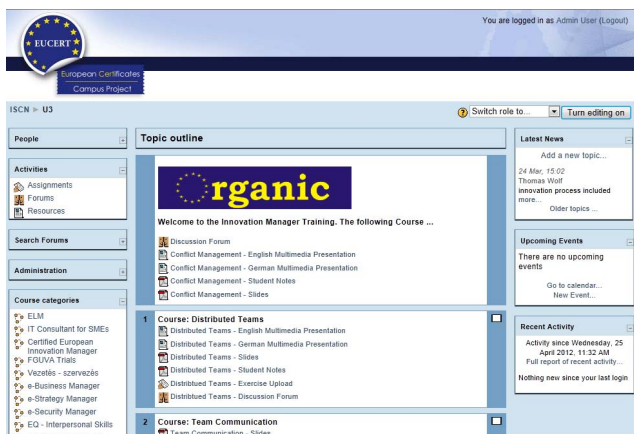 You are logged in as Admin User (Logout)
EUCERT
European Certificates
Campus Project
ISCN ► U3
Switch role to...
Turn editing on
People
Activities
Assignments
Forums
Resources
Search Forums
Administration
Course categories
ELM
IT Consultant for SMEs
Certified European
Innovation Manager
FGUVA Trials
Vezetés - szervezés
e-Business Manager
e-Strategy Manager
e-Security Manager
EQ - Interpersonal Skills
Topic outline
rganic
Welcome to the Innovation Manager Training. The following Course ...
Discussion Forum
Conflict Management - English Multimedia Presentation
Conflict Management - German Multimedia Presentation
Conflict Management - Student Notes
Conflict Management - Slides
1 Course: Distributed Teams
Distributed Teams - English Multimedia Presentation
Distributed Teams - German Multimedia Presentation
Distributed Teams - Slides
Distributed Teams - Student Notes
Distribtued Teams - Exercise Upload
Distribtued Teams - Discussion Forum
2 Course: Team Communication
Team Communication - Slides
Latest News
Add a new topic...
24 Mar, 15:02
Thomas Wolf
innovation process included
more...
Older topics ...
Upcoming Events
There are no upcoming
events
Go to calendar...
New Event...
Recent Activity
Activity since Wednesday, 25
April 2012, 11:32 AM
Full report of recent activity...
Nothing new since your last login